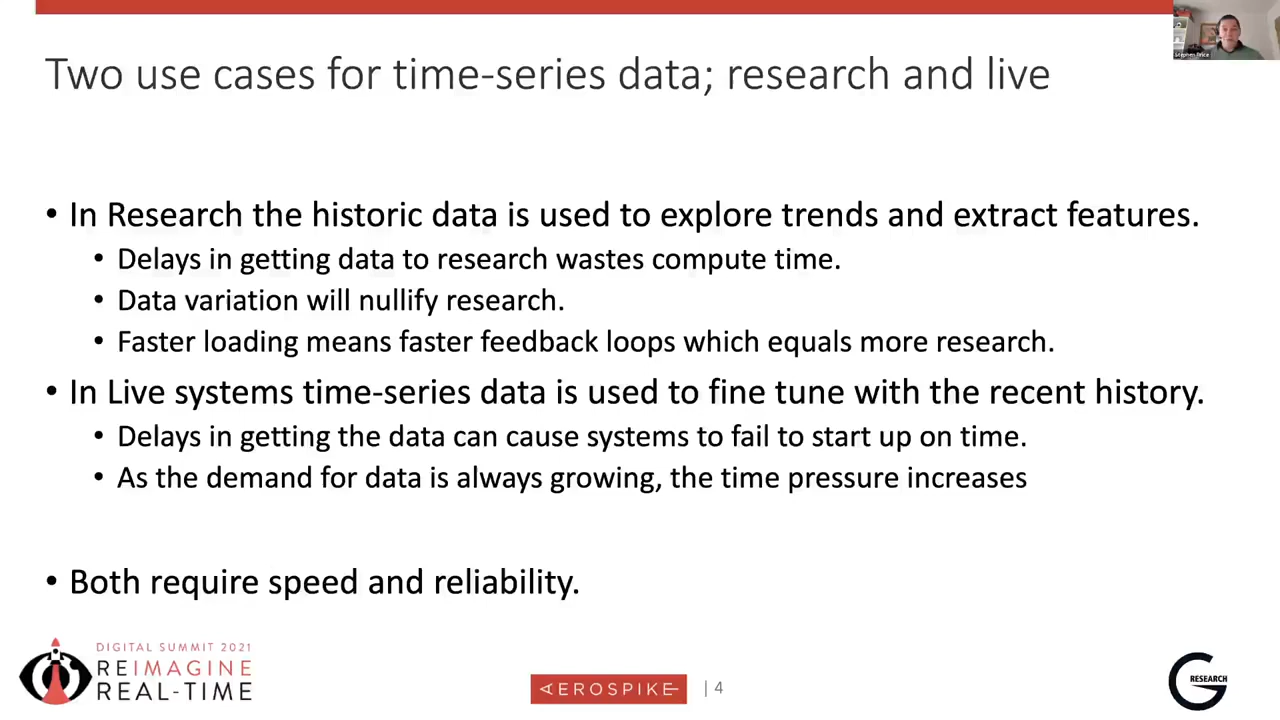 Stephen Price
Two use cases for time-series data; research and live
• In Research the historic data is used to explore trends and extract features.
• Delays in getting data to research wastes compute time.
• Data variation will nullify research.
• Faster loading means faster feedback loops which equals more research.
• In Live systems time-series data is used to fine tune with the recent history.
• Delays in getting the data can cause systems to fail to start up on time.
• As the demand for data is always growing, the time pressure increases
• Both require speed and reliability.
DIGITAL SUMMIT 2021
REIMAGINE
REAL-TIME
AEROSPIKE
| 4
G RESEARCH